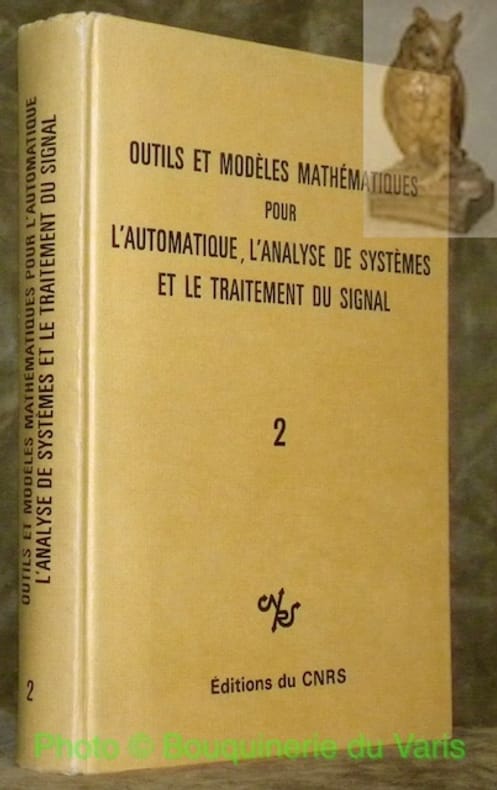 OUTILS ET MODÈLES MATHÉMATIQUES POUR L'AUTOMATIQUE
L'ANALYSE DE SYSTÈMES ET LE TRAITEMENT DU SIGNAL
2
OUTILS ET MODÈLES MATHÉMATIQUES
POUR
L'AUTOMATIQUE, L'ANALYSE DE SYSTÈMES
ET LE TRAITEMENT DU SIGNAL
2
CNRS
Éditions du CNRS
Photo © Bouquinerie du Varis